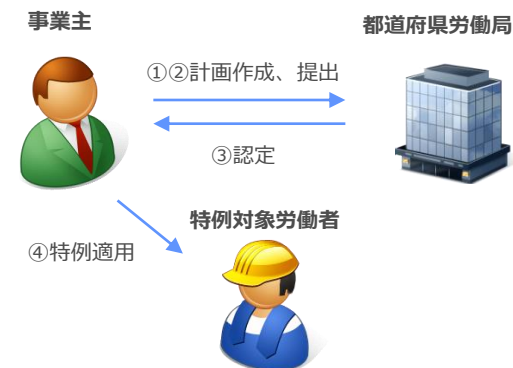 事業主
都道府県労働局
①②計画作成、提出
③認定
特例対象労働者
④特例適用